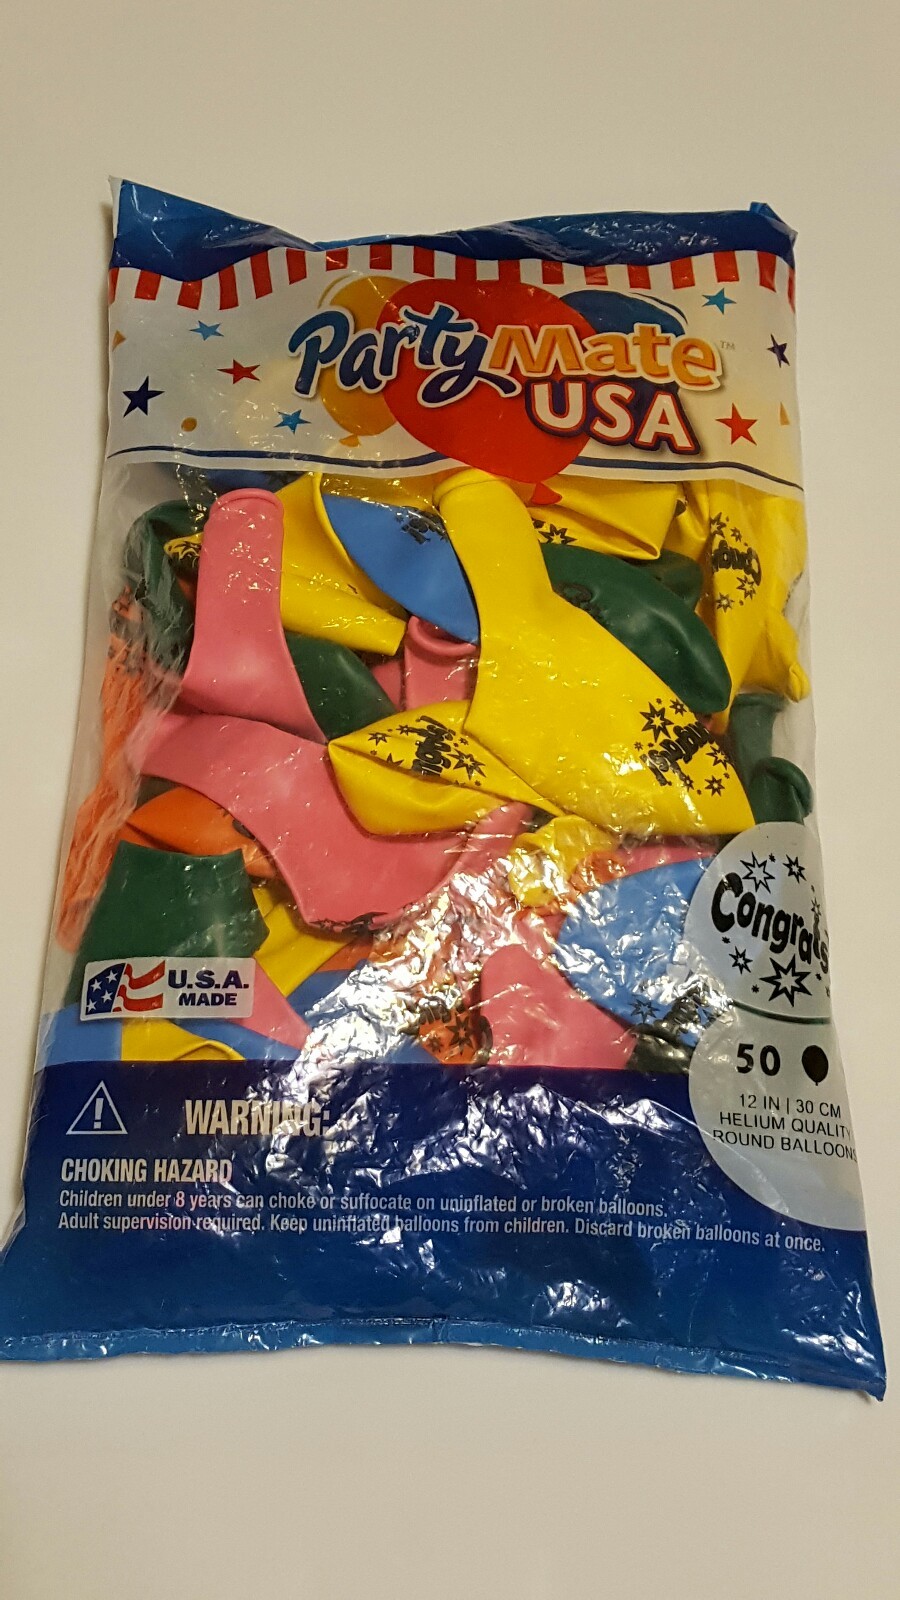 PartyMate™
USA
U.S.A.
MADE
Congrats
50
12 IN | 30 CM
HELIUM QUALITY
ROUND BALLOONS
WARNING:
CHOKING HAZARD
Children under 8 years can choke or suffocate on uninflated or broken balloons.
Adult supervision required. Keep uninflated balloons from children. Discard broken balloons at once.